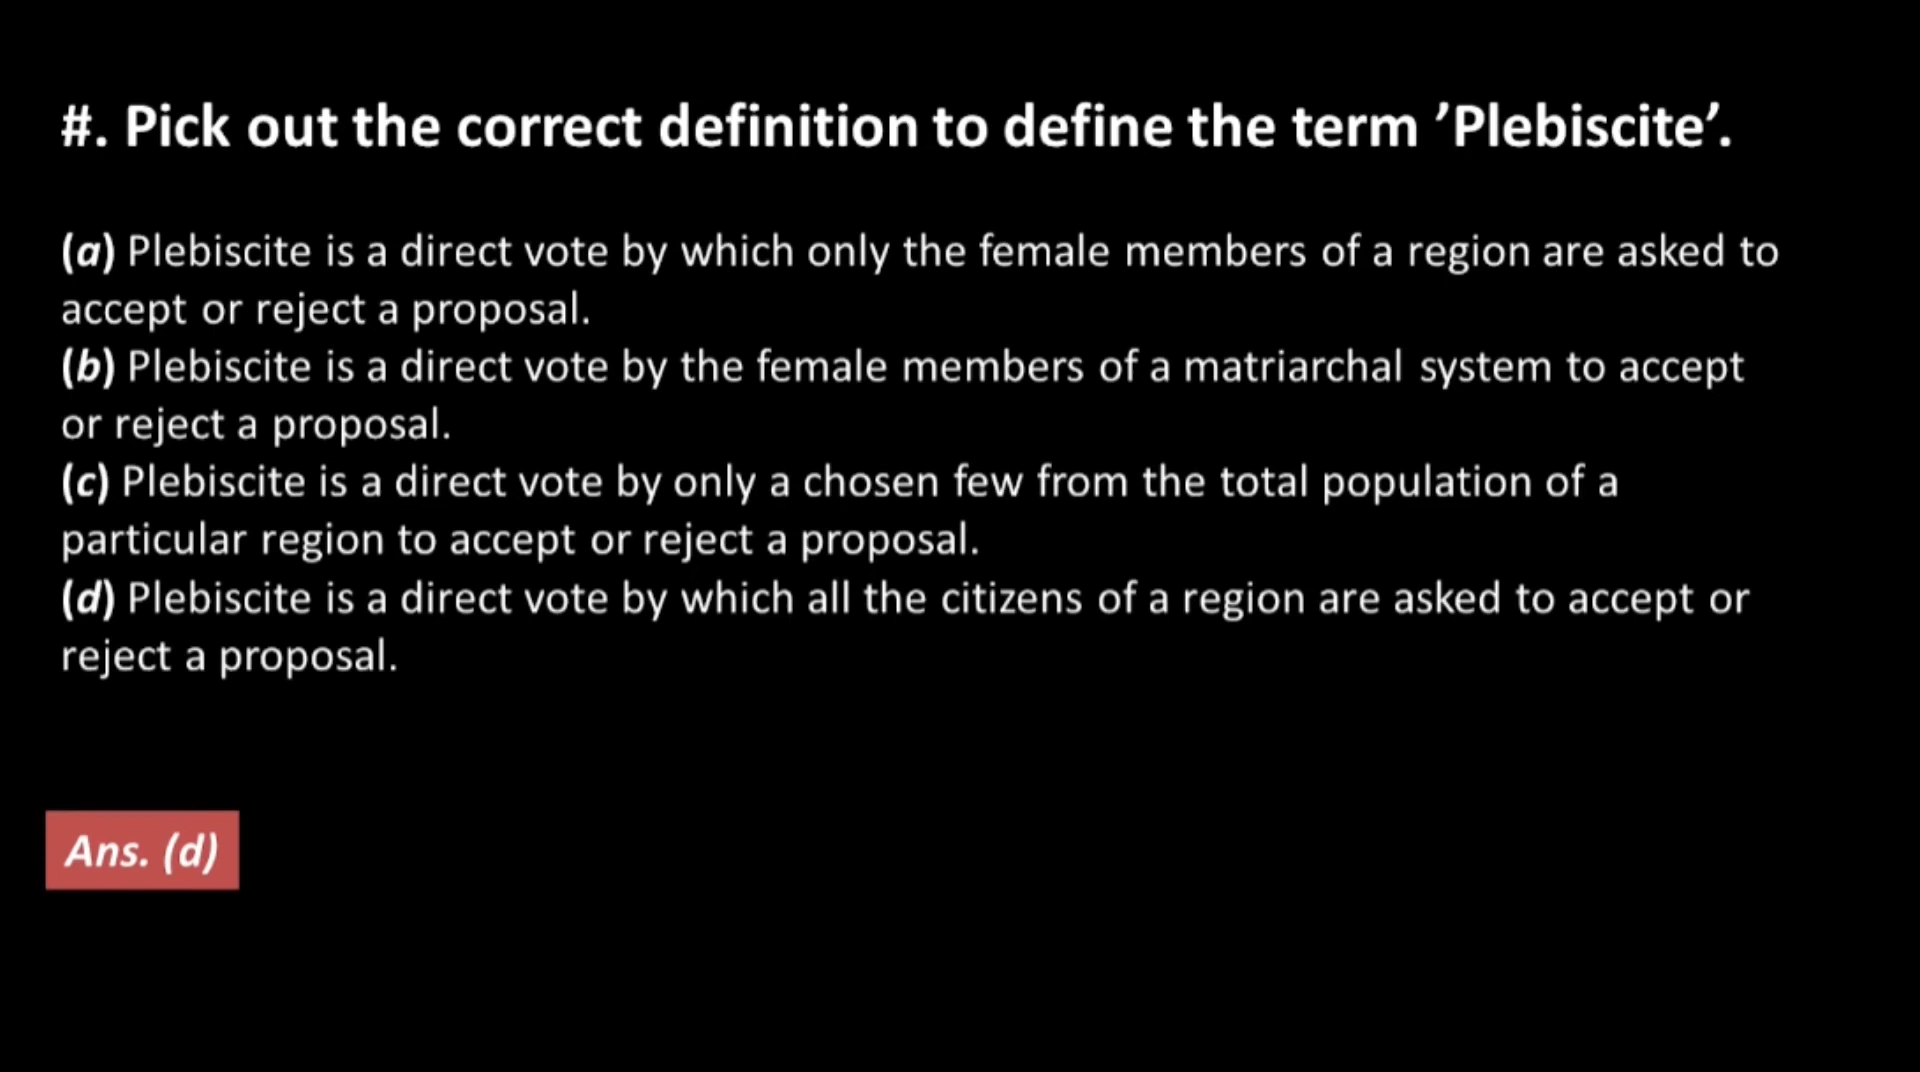 #. Pick out the correct definition to define the term ’Plebiscite’.
(a) Plebiscite is a direct vote by which only the female members of a region are asked to
accept or reject a proposal.
(b) Plebiscite is a direct vote by the female members of a matriarchal system to accept
or reject a proposal.
(c) Plebiscite is a direct vote by only a chosen few from the total population of a
particular region to accept or reject a proposal.
(d) Plebiscite is a direct vote by which all the citizens of a region are asked to accept or
reject a proposal.
Ans. (d)